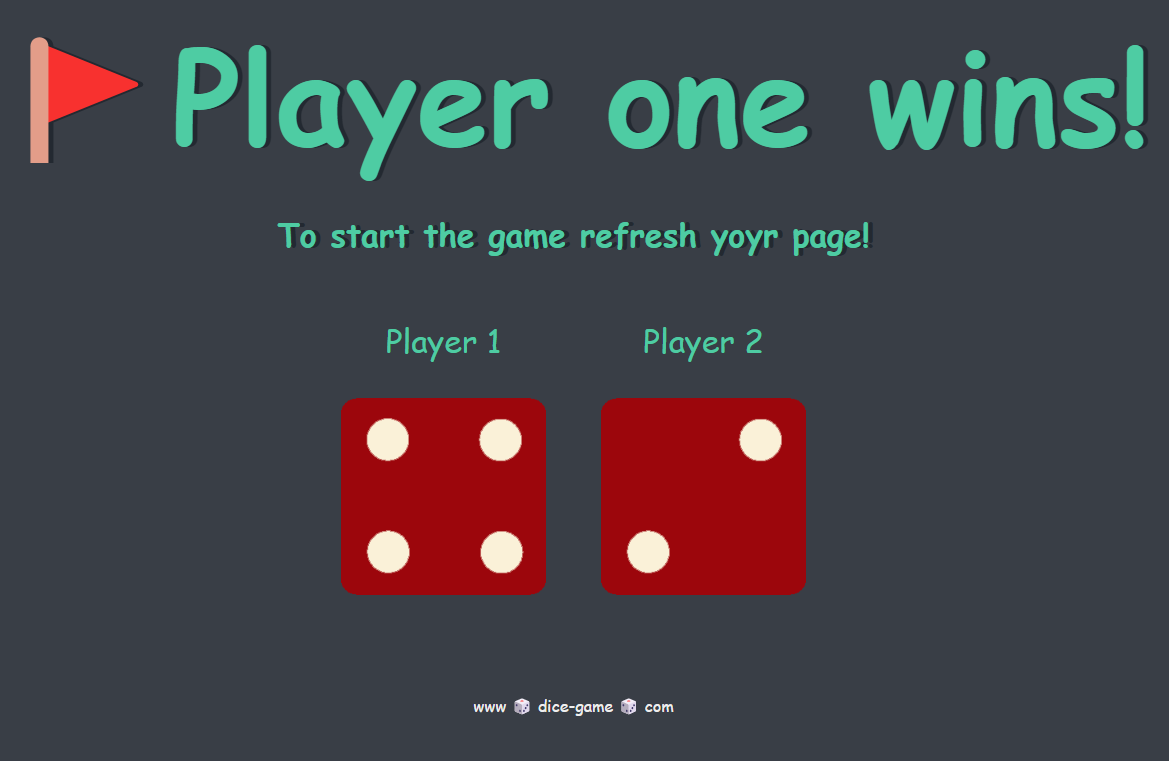 Player one wins!
To start the game refresh yoyr page!
Player 1 Player 2
www 🎲 dice-game 🎲 com